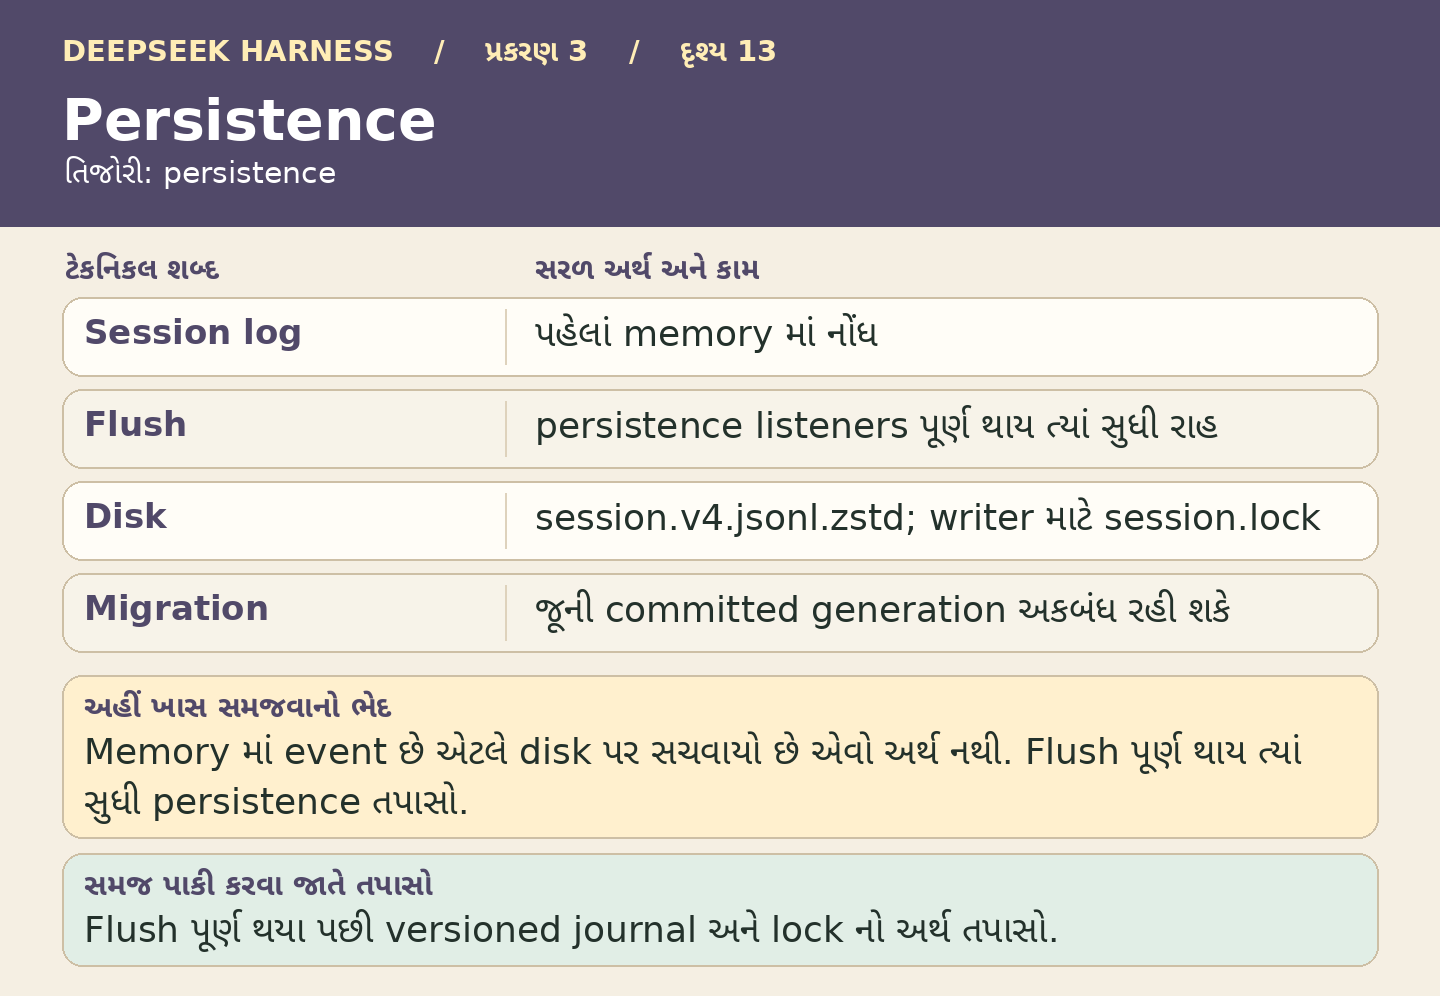 DEEPSEEK HARNESS / પ્રકરણ 3 / દૃશ્ય 13
Persistence
તિજોરી: persistence
ટેકનિકલ શબ્દ સરળ અર્થ અને કામ
Session log પહેલાં memory માં નોંધ
Flush persistence listeners પૂર્ણ થાય ત્યાં સુધી રાહ
Disk session.v4.jsonl.zstd; writer માટે session.lock
Migration જૂની committed generation અકબંધ રહી શકે
અહીં ખાસ સમજવાનો ભેદ
Memory માં event છે એટલે disk પર સચવાયો છે એવો અર્થ નથી. Flush પૂર્ણ થાય ત્યાં
સુધી persistence તપાસો.
સમજ પાકી કરવા જાતે તપાસો
Flush પૂર્ણ થયા પછી versioned journal અને lock નો અર્થ તપાસો.